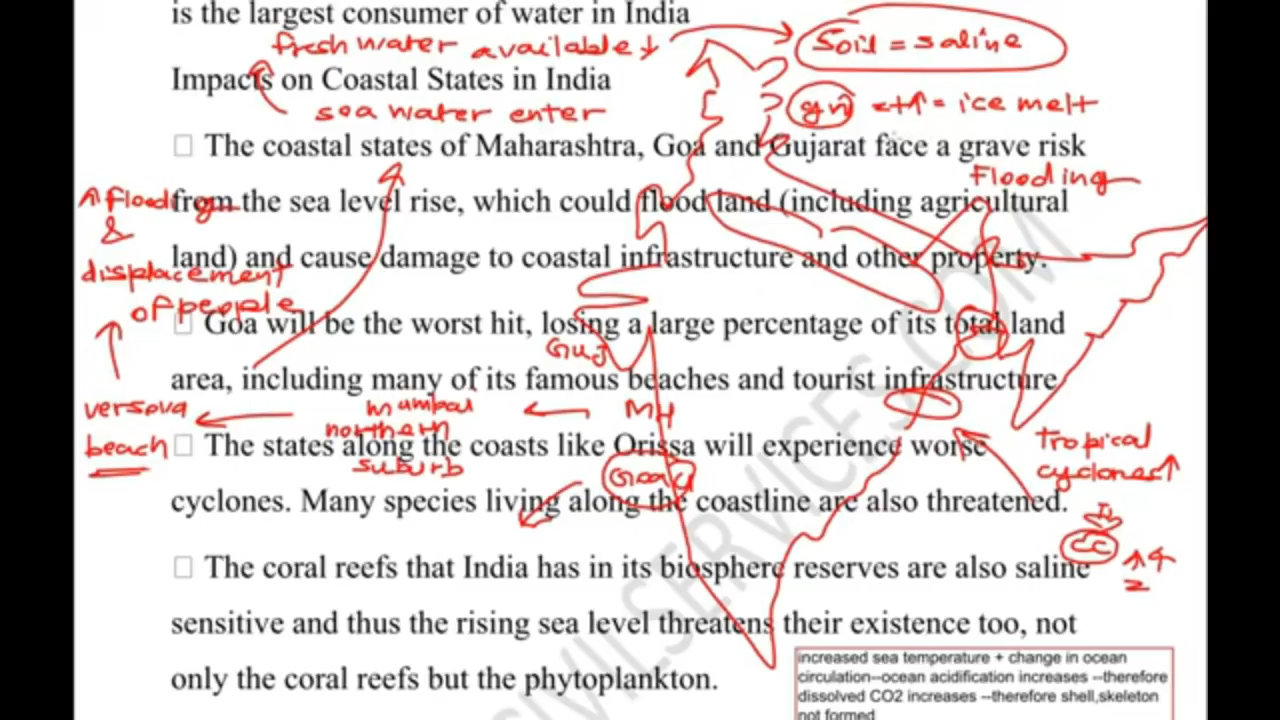 is the largest consumer of water in India
fresh water available ↓ → Soil = saline
Impacts on Coastal States in India
sea water enter
= ice melt
□ The coastal states of Maharashtra, Goa and Gujarat face a grave risk
Flooding
↑ flooding from the sea level rise, which could flood land (including agricultural
&
land) and cause damage to coastal infrastructure and other property.
displacement
of people
□ Goa will be the worst hit, losing a large percentage of its total land
Guj
area, including many of its famous beaches and tourist infrastructure
versova ← mumbai ← MH
northern
beach
suburb
□ The states along the coasts like Orissa will experience worse
Tropical
cyclones ↑
Goa
cyclones. Many species living along the coastline are also threatened.
CC
□ The coral reefs that India has in its biosphere reserves are also saline
sensitive and thus the rising sea level threatens their existence too, not
only the coral reefs but the phytoplankton.
increased sea temperature + change in ocean
circulation--ocean acidification increases --therefore
dissolved CO2 increases --therefore shell,skeleton
not formed
CIVILSERVICES.COM